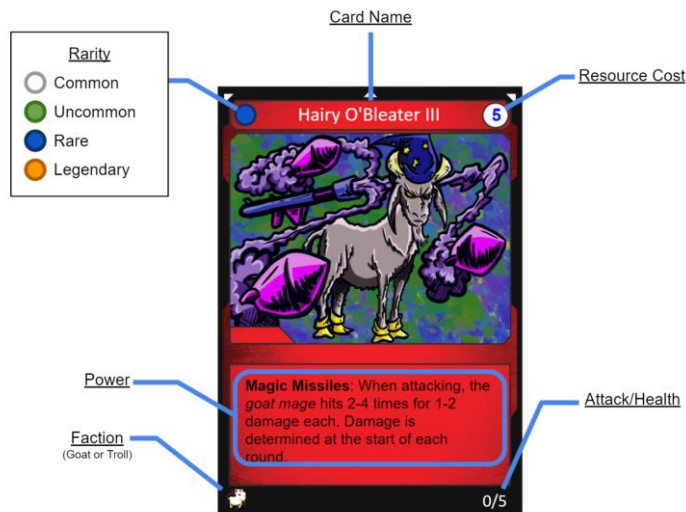 Card Name
Rarity
Common
Uncommon
Rare
Legendary
Resource Cost
Hairy O'Bleater III
5
Power
Magic Missiles: When attacking, the
goat mage hits 2-4 times for 1-2
damage each. Damage is
determined at the start of each
round.
Attack/Health
Faction
(Goat or Troll)
0/5